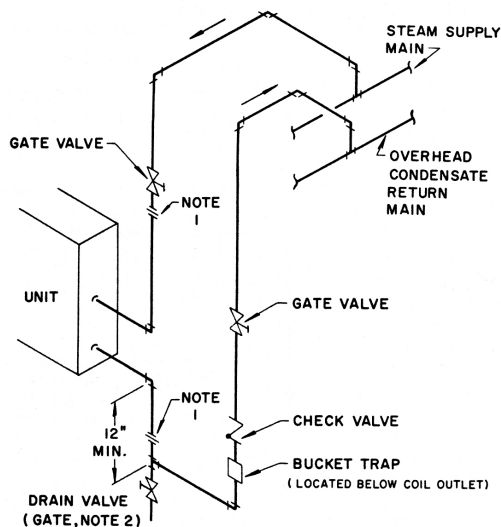 STEAM SUPPLY
MAIN
GATE VALVE
OVERHEAD
CONDENSATE
RETURN
MAIN
NOTE
1
UNIT
GATE VALVE
NOTE
1
12"
MIN.
CHECK VALVE
BUCKET TRAP
(LOCATED BELOW COIL OUTLET)
DRAIN VALVE
(GATE, NOTE 2)